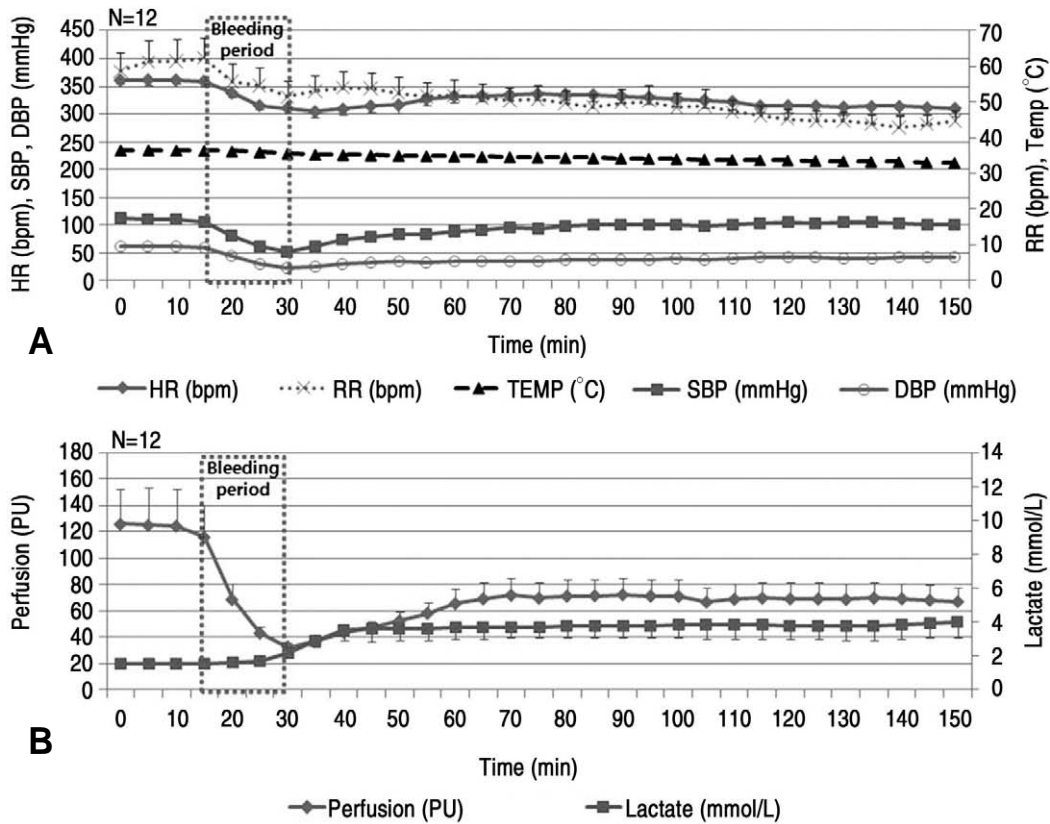 N=12
Bleeding
period
HR (bpm), SBP, DBP (mmHg)
450
400
350
300
250
200
150
100
50
0
70
60
50
40
30
20
10
0
RR (bpm), Temp (°C)
0 10 20 30 40 50 60 70 80 90 100 110 120 130 140 150
Time (min)
A
HR (bpm) RR (bpm) TEMP (°C) SBP (mmHg) DBP (mmHg)
N=12
Bleeding
period
Perfusion (PU)
180
160
140
120
100
80
60
40
20
0
14
12
10
8
6
4
2
0
Lactate (mmol/L)
0 10 20 30 40 50 60 70 80 90 100 110 120 130 140 150
B
Time (min)
Perfusion (PU) Lactate (mmol/L)